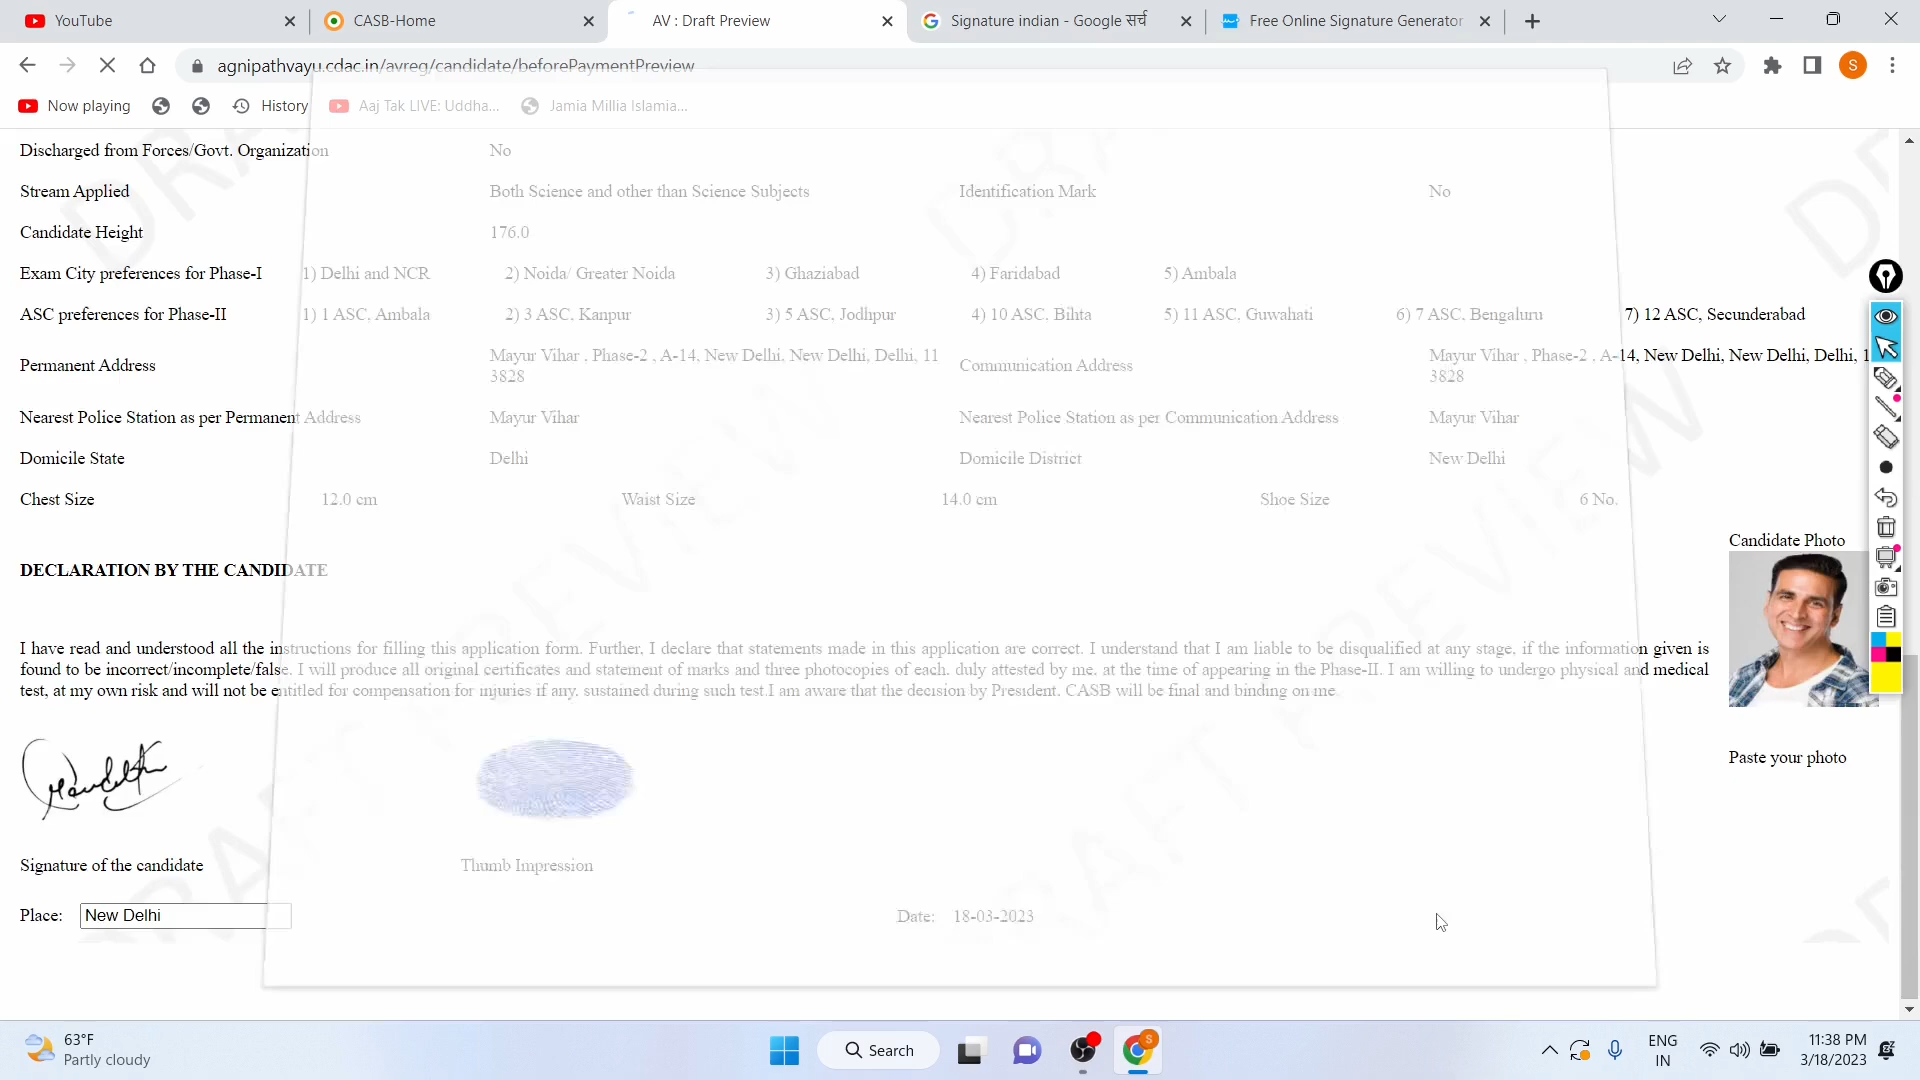 YouTube
CASB-Home
AV : Draft Preview
Signature indian - Google सर्च
Free Online Signature Generator
agnipathvayu.cdac.in/avreg/candidate/beforePaymentPreview
S
Now playing
History
Aaj Tak LIVE: Uddha...
Jamia Millia Islamia...
Discharged from Forces/Govt. Organization No
Stream Applied Both Science and other than Science Subjects Identification Mark No
Candidate Height 176.0
Exam City preferences for Phase-I 1) Delhi and NCR 2) Noida/ Greater Noida 3) Ghaziabad 4) Faridabad 5) Ambala
ASC preferences for Phase-II 1) 1 ASC, Ambala 2) 3 ASC, Kanpur 3) 5 ASC, Jodhpur 4) 10 ASC, Bihta 5) 11 ASC, Guwahati 6) 7 ASC, Bengaluru 7) 12 ASC, Secunderabad
Permanent Address Mayur Vihar , Phase-2 , A-14, New Delhi, New Delhi, Delhi, 11 Communication Address Mayur Vihar , Phase-2 , A-14, New Delhi, New Delhi, Delhi, 1
3828 3828
Nearest Police Station as per Permanent Address Mayur Vihar Nearest Police Station as per Communication Address Mayur Vihar
Domicile State Delhi Domicile District New Delhi
Chest Size 12.0 cm Waist Size 14.0 cm Shoe Size 6 No.
Candidate Photo
DECLARATION BY THE CANDIDATE
I have read and understood all the instructions for filling this application form. Further, I declare that statements made in this application are correct. I understand that I am liable to be disqualified at any stage, if the information given is
found to be incorrect/incomplete/false. I will produce all original certificates and statement of marks and three photocopies of each, duly attested by me, at the time of appearing in the Phase-II. I am willing to undergo physical and medical
test, at my own risk and will not be entitled for compensation for injuries if any, sustained during such test.I am aware that the decision by President, CASB will be final and binding on me.
Paste your photo
Signature of the candidate Thumb Impression
Place: New Delhi Date: 18-03-2023
DRAFT PREVIEW
DRAFT PREVIEW
63°F
Partly cloudy
Search
S
ENG
IN
11:38 PM
3/18/2023